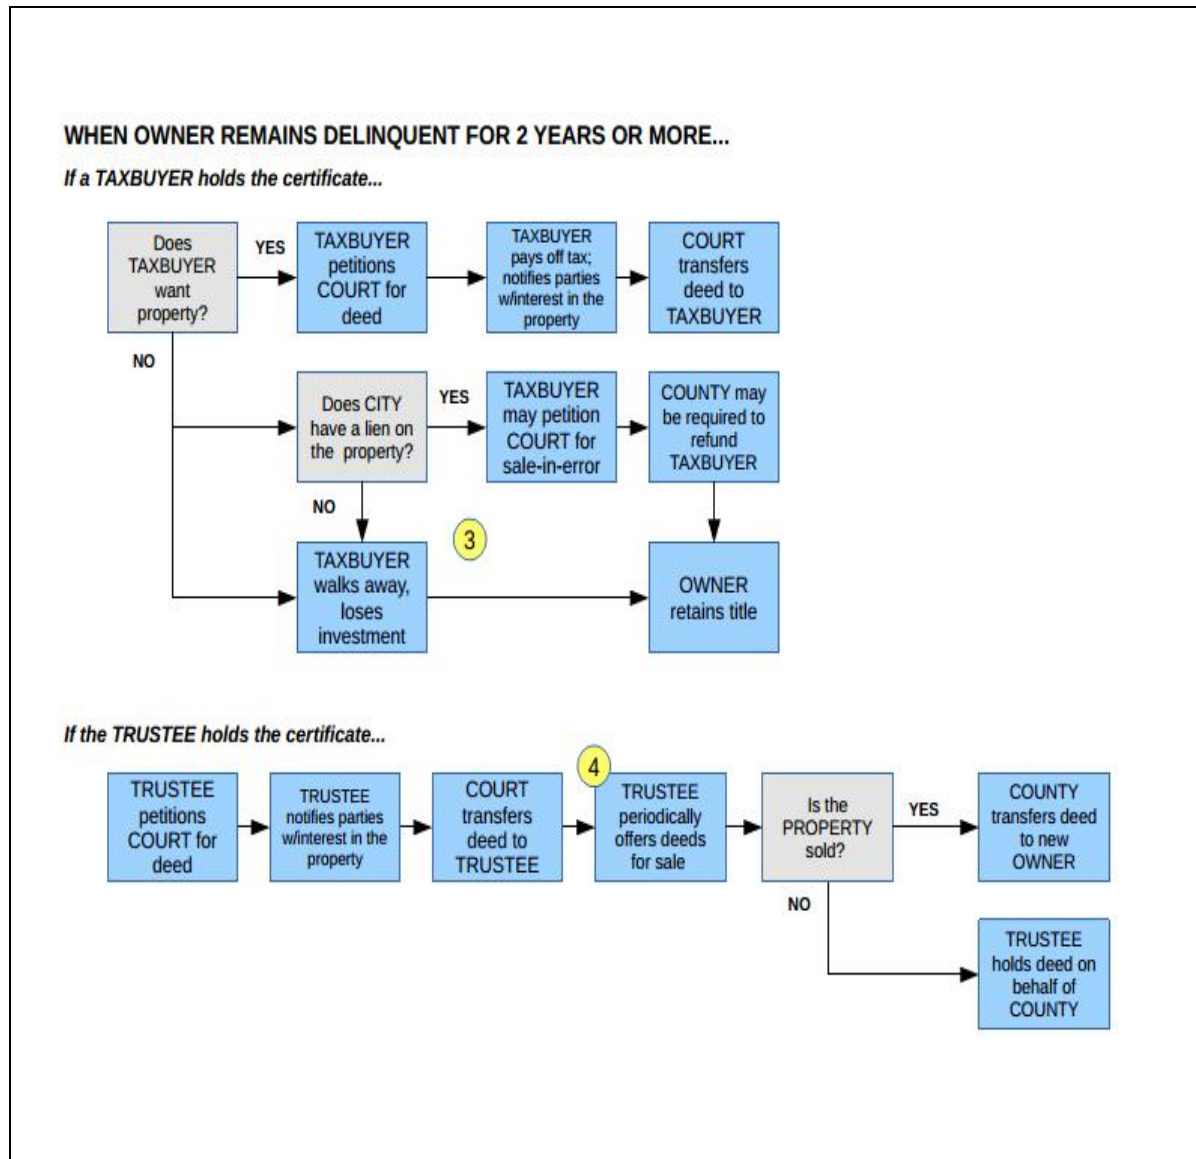 WHEN OWNER REMAINS DELINQUENT FOR 2 YEARS OR MORE...
If a TAXBUYER holds the certificate...
Does
TAXBUYER
want
property?
YES
TAXBUYER
petitions
COURT for
deed
TAXBUYER
pays off tax;
notifies parties
w/interest in the
property
COURT
transfers
deed to
TAXBUYER
NO
Does CITY
have a lien on
the property?
YES
TAXBUYER
may petition
COURT for
sale-in-error
COUNTY may
be required to
refund
TAXBUYER
NO
3
TAXBUYER
walks away,
loses
investment
OWNER
retains title
If the TRUSTEE holds the certificate...
TRUSTEE
petitions
COURT for
deed
TRUSTEE
notifies parties
w/interest in the
property
COURT
transfers
deed to
TRUSTEE
4
TRUSTEE
periodically
offers deeds
for sale
Is the
PROPERTY
sold?
YES
COUNTY
transfers deed
to new
OWNER
NO
TRUSTEE
holds deed on
behalf of
COUNTY